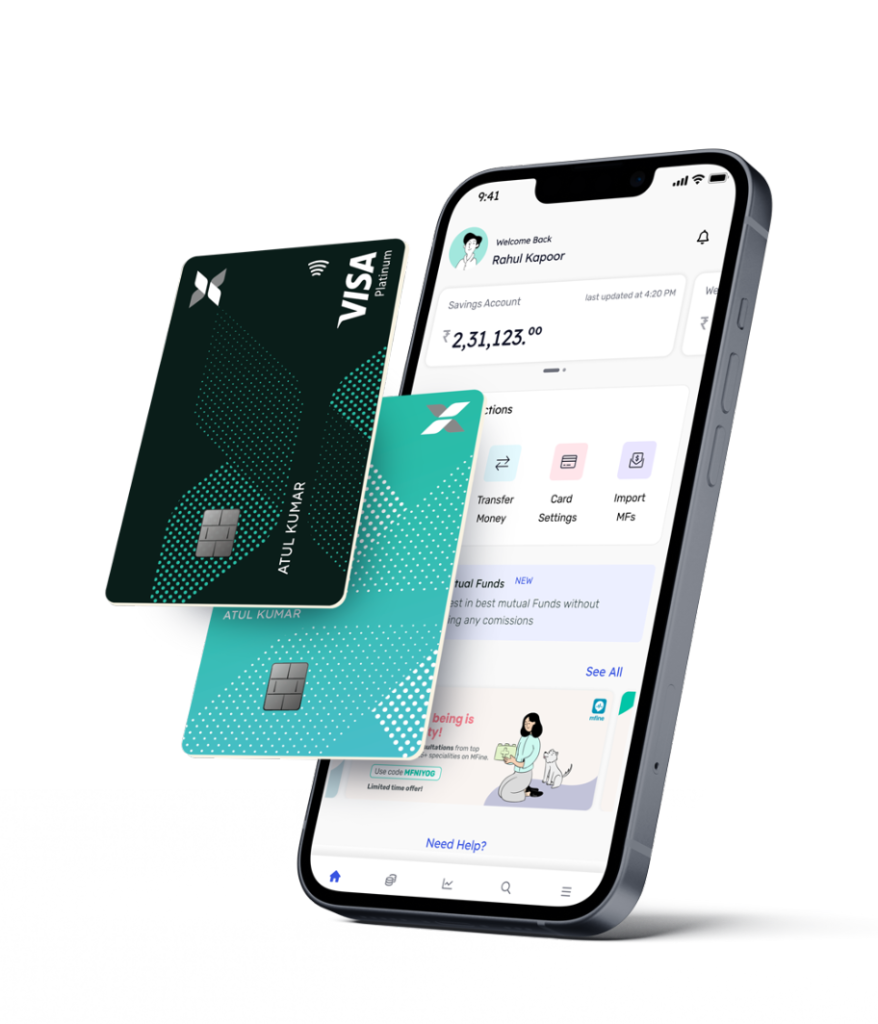 VISA
Platinum
ATUL KUMAR
ATUL KUMAR
9:41
Welcome Back
Rahul Kapoor
Savings Account
last updated at 4:20 PM
₹ 2,31,123.00
We
₹
ctions
Transfer
Money
Card
Settings
Import
MFs
tual Funds NEW
est in best mutual Funds without
ing any comissions
See All
being is
ty!
sultations from top
+ specialities on MFine.
Use code MFNIYOG
Limited time offer!
mfine
Need Help?